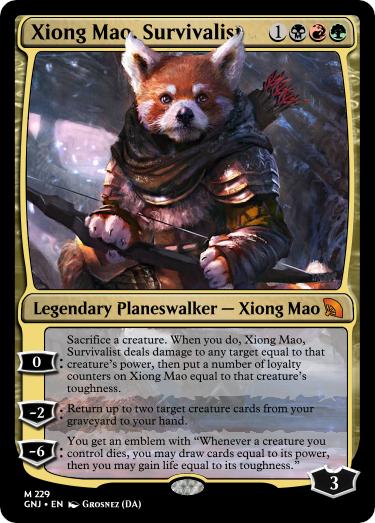 Xiong Mao, Survivalist 1
Legendary Planeswalker — Xiong Mao
Sacrifice a creature. When you do, Xiong Mao,
Survivalist deals damage to any target equal to that
0: creature's power, then put a number of loyalty
counters on Xiong Mao equal to that creature's
toughness.
-2: Return up to two target creature cards from your
graveyard to your hand.
You get an emblem with “Whenever a creature you
-6: control dies, you may draw cards equal to its power,
then you may gain life equal to its toughness.”
3
M 229
GNJ • EN Grosnez (DA)